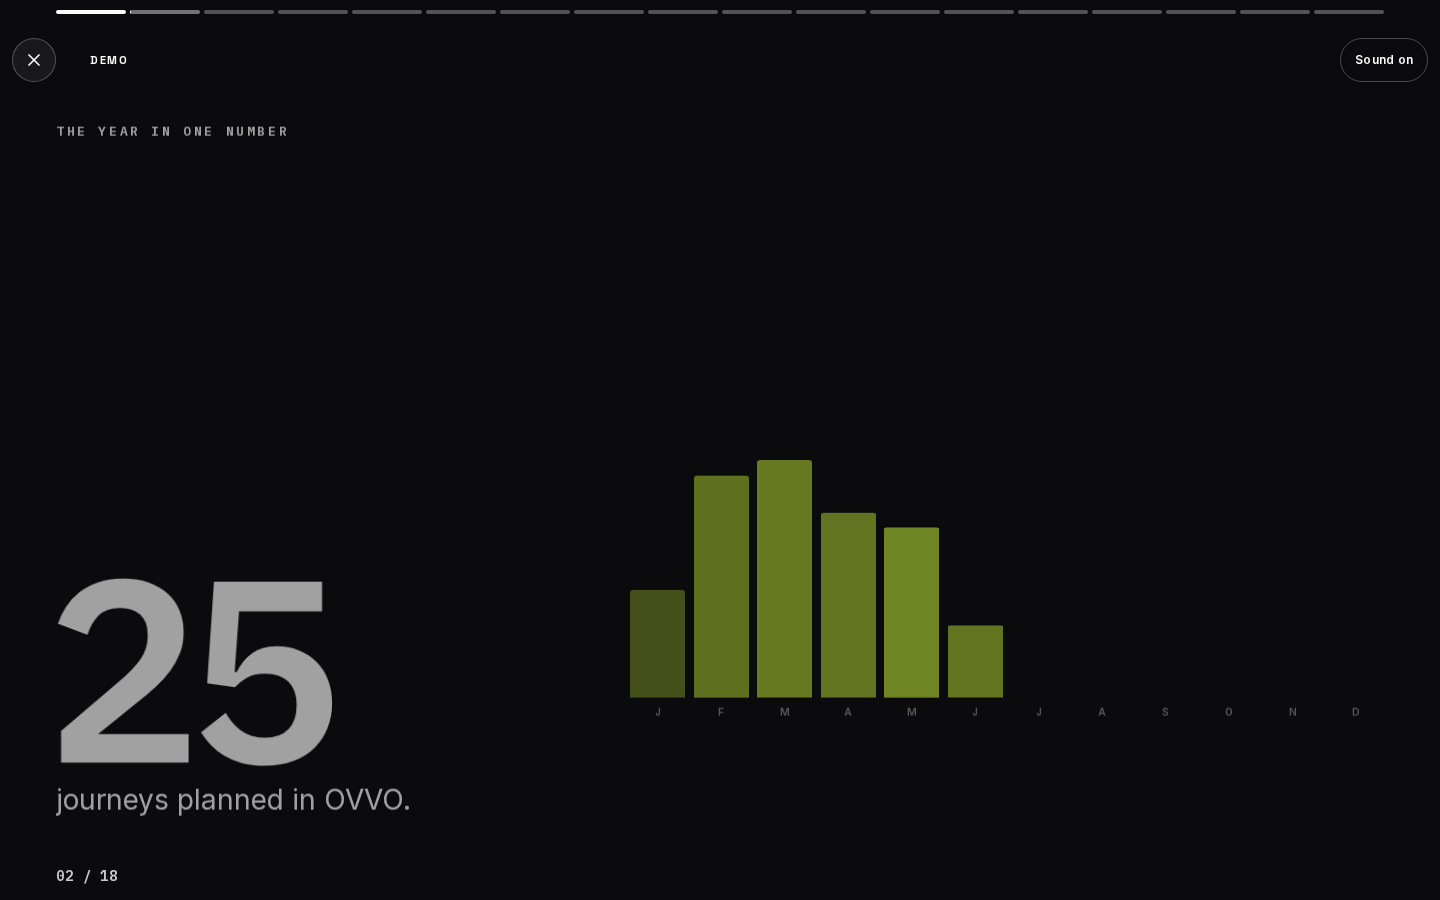 DEMO
Sound on
THE YEAR IN ONE NUMBER
25
journeys planned in OVVO.
J F M A M J J A S O N D
02 / 18